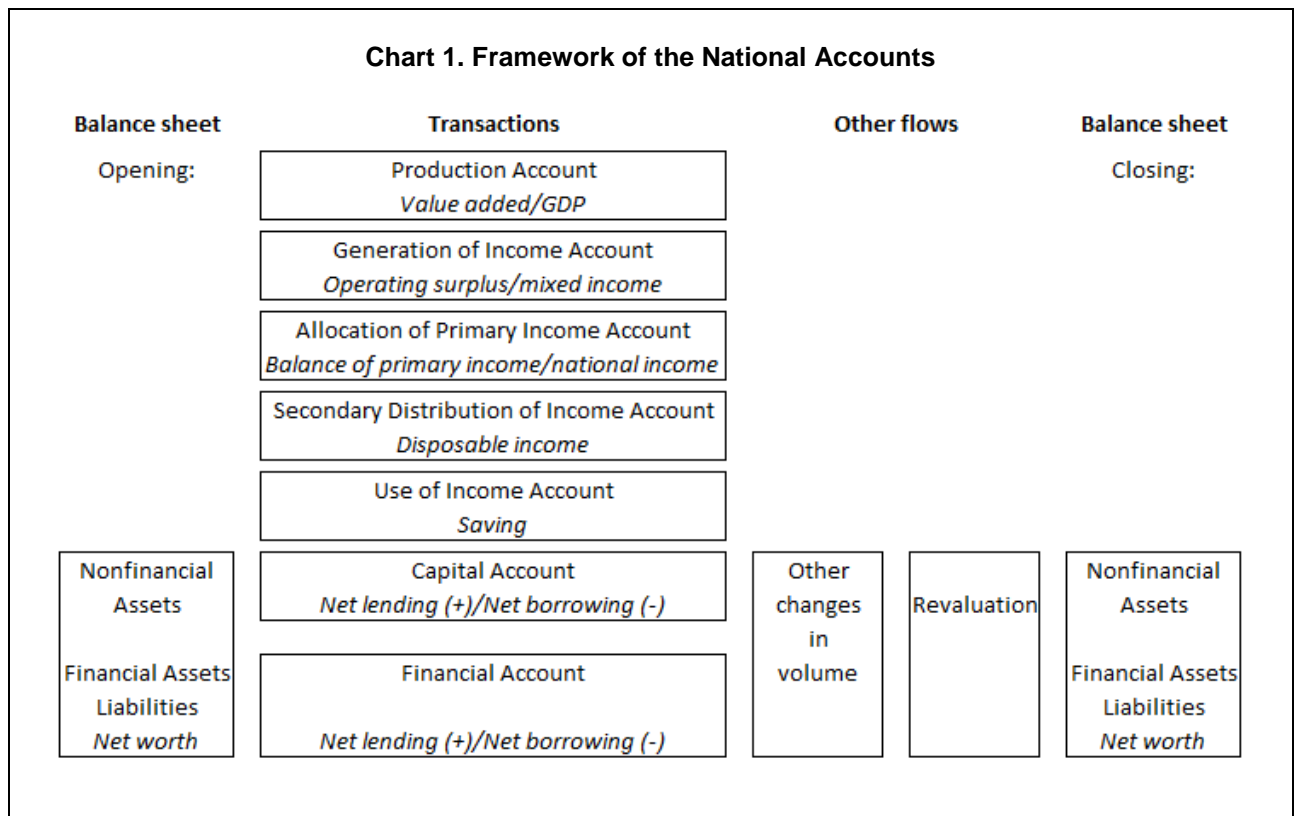 Chart 1. Framework of the National Accounts
Balance sheet
Transactions
Other flows
Balance sheet
Opening:
Closing:
Production Account
Value added/GDP
Generation of Income Account
Operating surplus/mixed income
Allocation of Primary Income Account
Balance of primary income/national income
Secondary Distribution of Income Account
Disposable income
Use of Income Account
Saving
Nonfinancial
Assets
Financial Assets
Liabilities
Net worth
Capital Account
Net lending (+)/Net borrowing (-)
Financial Account
Net lending (+)/Net borrowing (-)
Other
changes
in
volume
Revaluation
Nonfinancial
Assets
Financial Assets
Liabilities
Net worth